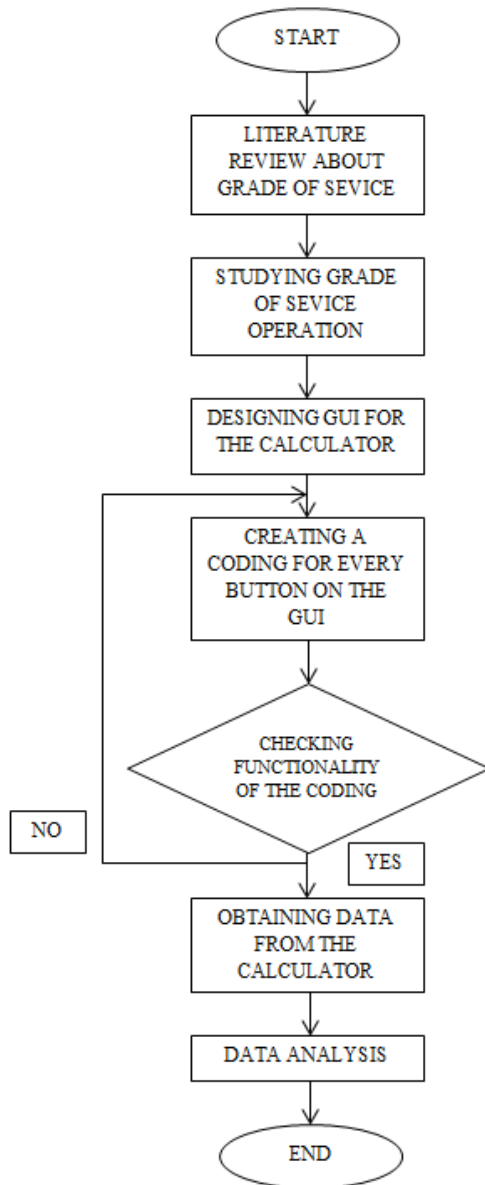 START
LITERATURE
REVIEW ABOUT
GRADE OF SEVICE
STUDYING GRADE
OF SEVICE
OPERATION
DESIGNING GUI FOR
THE CALCULATOR
CREATING A
CODING FOR EVERY
BUTTON ON THE
GUI
CHECKING
FUNCTIONALITY
OF THE CODING
NO
YES
OBTAINING DATA
FROM THE
CALCULATOR
DATA ANALYSIS
END